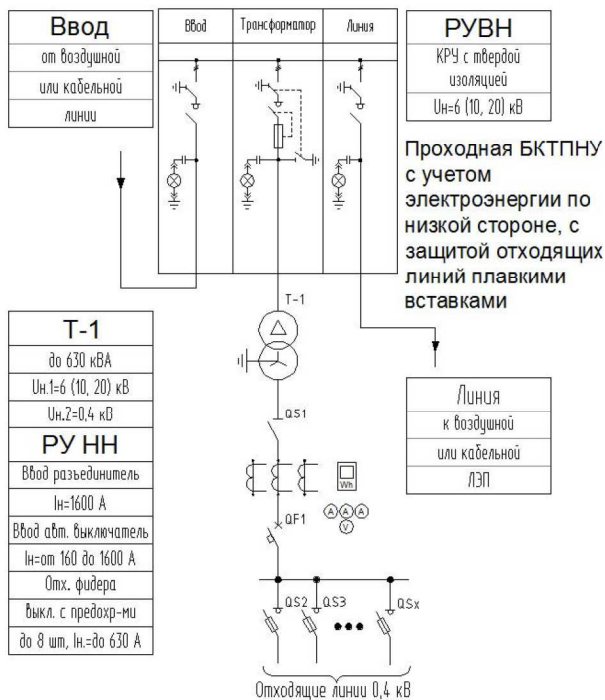 Ввод
от воздушной
или кабельной
линии
Ввод
Трансформатор
Линия
РУВН
КРУ с твердой
изоляцией
Uн=6 (10, 20) кВ
Проходная БКТПНУ
с учетом
электроэнергии по
низкой стороне, с
защитой отходящих
линий плавкими
вставками
Т-1
Т-1
до 630 кВА
Uн.1=6 (10, 20) кВ
Uн.2=0,4 кВ
РУ НН
Ввод разъединитель
Iн=1600 А
Ввод авт. выключатель
Iн=от 160 до 1600 А
Отх. фидера
выкл. с предохр-ми
до 8 шт, Iн.=до 630 А
QS1
Wh
A A A
V
QF1
Линия
к воздушной
или кабельной
ЛЭП
QS2
QS3
QSx
Отходящие линии 0,4 кВ